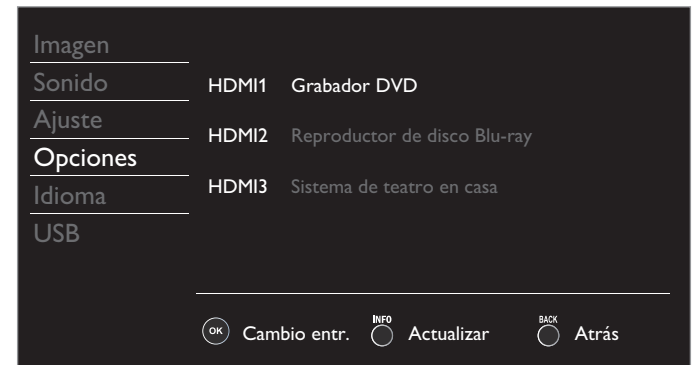 Imagen
Sonido
Ajuste
Opciones
Idioma
USB
HDMI1 Grabador DVD
HDMI2 Reproductor de disco Blu-ray
HDMI3 Sistema de teatro en casa
OK Cambio entr. INFO Actualizar BACK Atrás